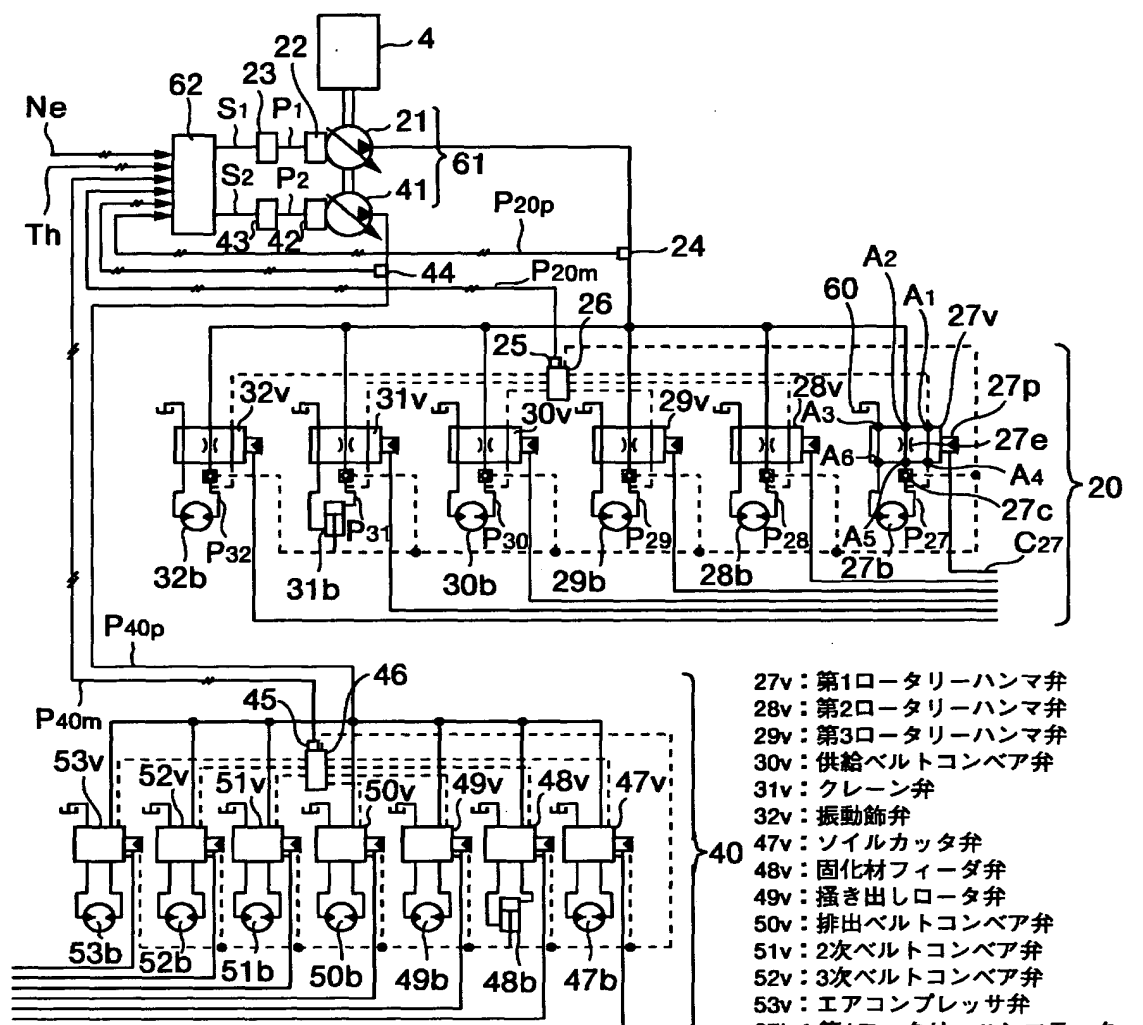 4
22
23
62
Ne
S1
P1
21
61
S2
P2
41
Th
43
42
P20p
24
44
P20m
A2
60
A1
27v
26
25
32v
31v
30v
29v
28v
A3
27p
27e
A6
A4
20
27c
P32
P31
P30
P29
P28
A5
P27
C27
32b
31b
30b
29b
28b
27b
P40p
P40m
45
46
53v
52v
51v
50v
49v
48v
47v
40
53b
52b
51b
50b
49b
48b
47b
27v:第1ロータリーハンマ弁
28v:第2ロータリーハンマ弁
29v:第3ロータリーハンマ弁
30v:供給ベルトコンベア弁
31v:クレーン弁
32v:振動篩弁
47v:ソイルカッタ弁
48v:固化材フィーダ弁
49v:掻き出しロータ弁
50v:排出ベルトコンベア弁
51v:2次ベルトコンベア弁
52v:3次ベルトコンベア弁
53v:エアコンプレッサ弁